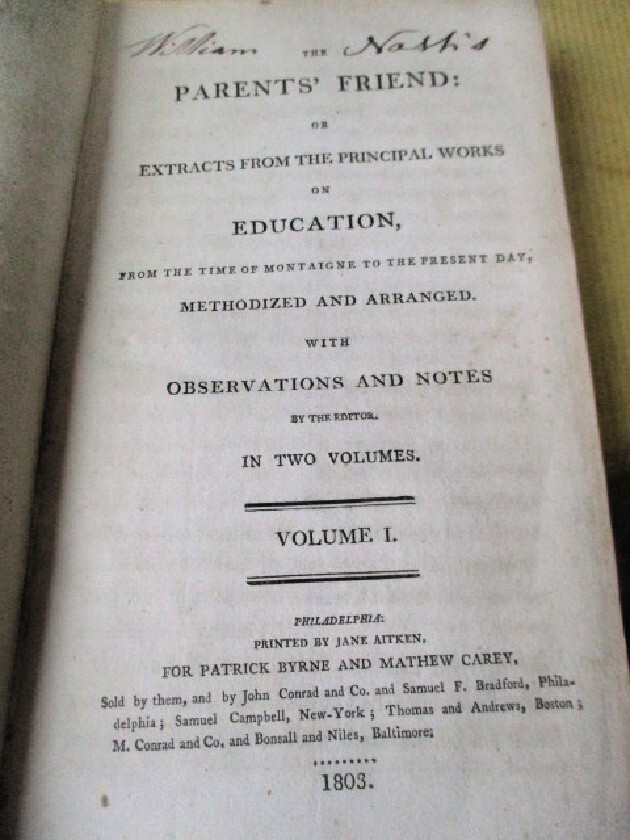 William THE Nash's
PARENTS' FRIEND:
OR
EXTRACTS FROM THE PRINCIPAL WORKS
ON
EDUCATION,
FROM THE TIME OF MONTAIGNE TO THE PRESENT DAY,
METHODIZED AND ARRANGED.
WITH
OBSERVATIONS AND NOTES
BY THE EDITOR.
IN TWO VOLUMES.
VOLUME I.
PHILADELPHIA:
PRINTED BY JANE AITKEN,
FOR PATRICK BYRNE AND MATHEW CAREY,
Sold by them, and by John Conrad and Co. and Samuel F. Bradford, Phila-
delphia; Samuel Campbell, New-York; Thomas and Andrews, Boston;
M. Conrad and Co. and Bonsall and Niles, Baltimore;
1803.